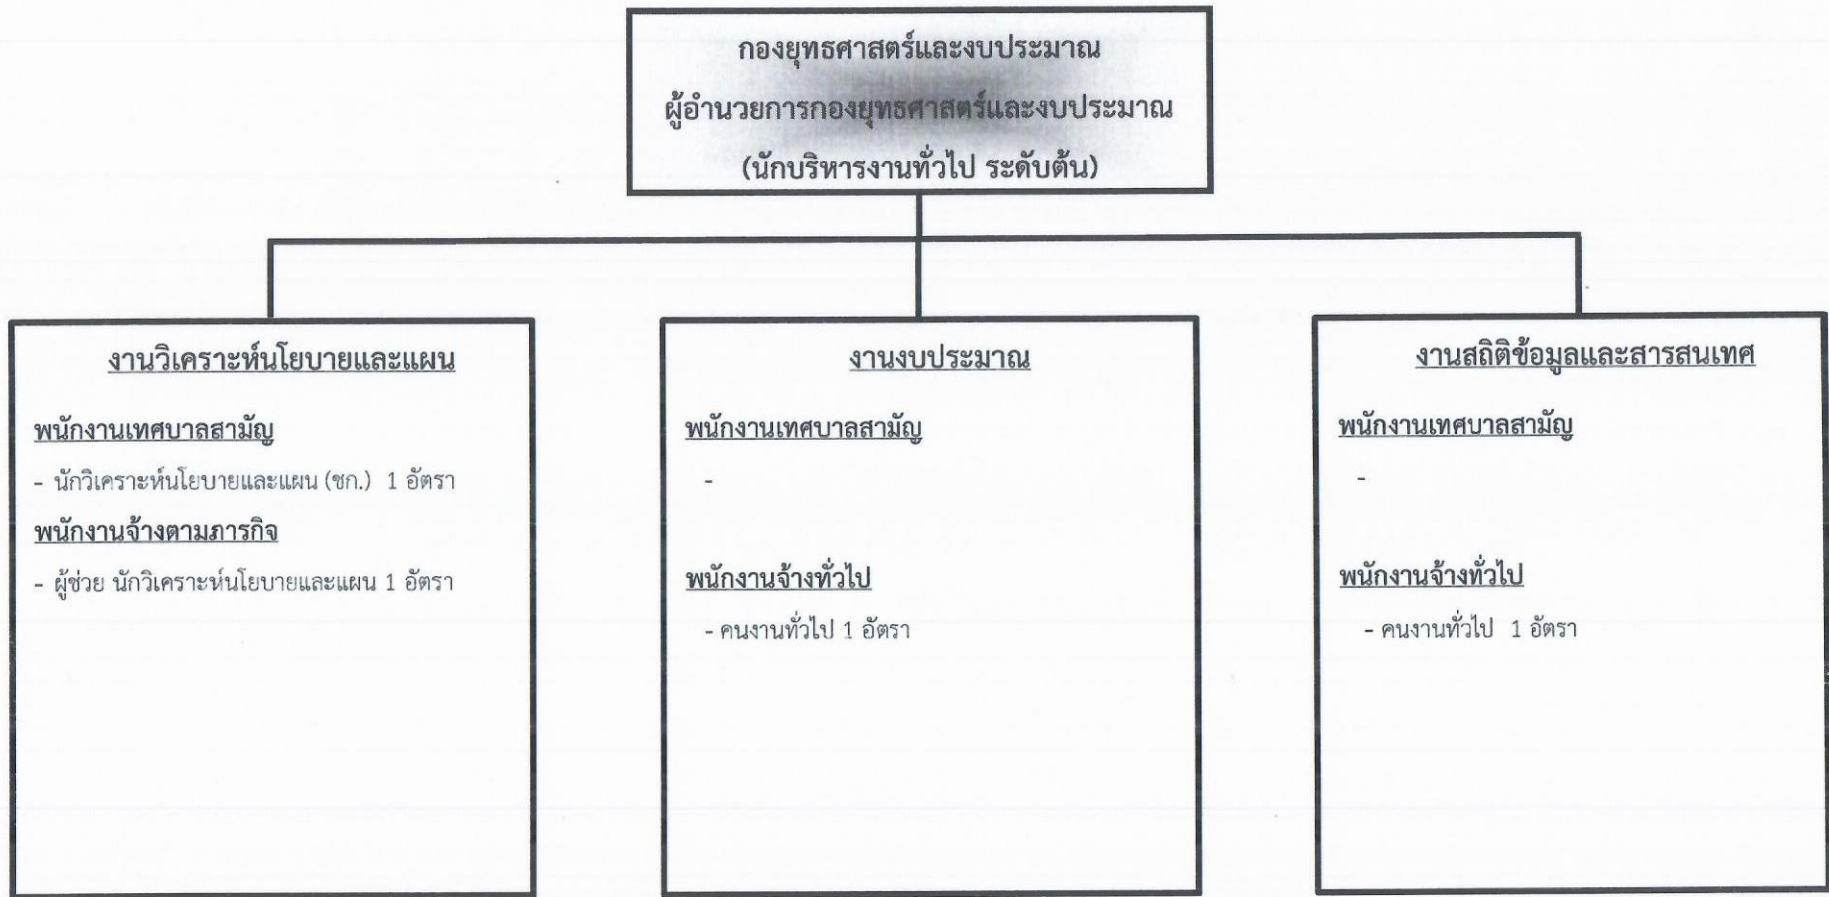 กองยุทธศาสตร์และงบประมาณ
ผู้อำนวยการกองยุทธศาสตร์และงบประมาณ
(นักบริหารงานทั่วไป ระดับต้น)
งานวิเคราะห์นโยบายและแผน
พนักงานเทศบาลสามัญ
- นักวิเคราะห์นโยบายและแผน (ชก.) 1 อัตรา
พนักงานจ้างตามภารกิจ
- ผู้ช่วย นักวิเคราะห์นโยบายและแผน 1 อัตรา
งานงบประมาณ
พนักงานเทศบาลสามัญ
-
พนักงานจ้างทั่วไป
- คนงานทั่วไป 1 อัตรา
งานสถิติข้อมูลและสารสนเทศ
พนักงานเทศบาลสามัญ
-
พนักงานจ้างทั่วไป
- คนงานทั่วไป 1 อัตรา